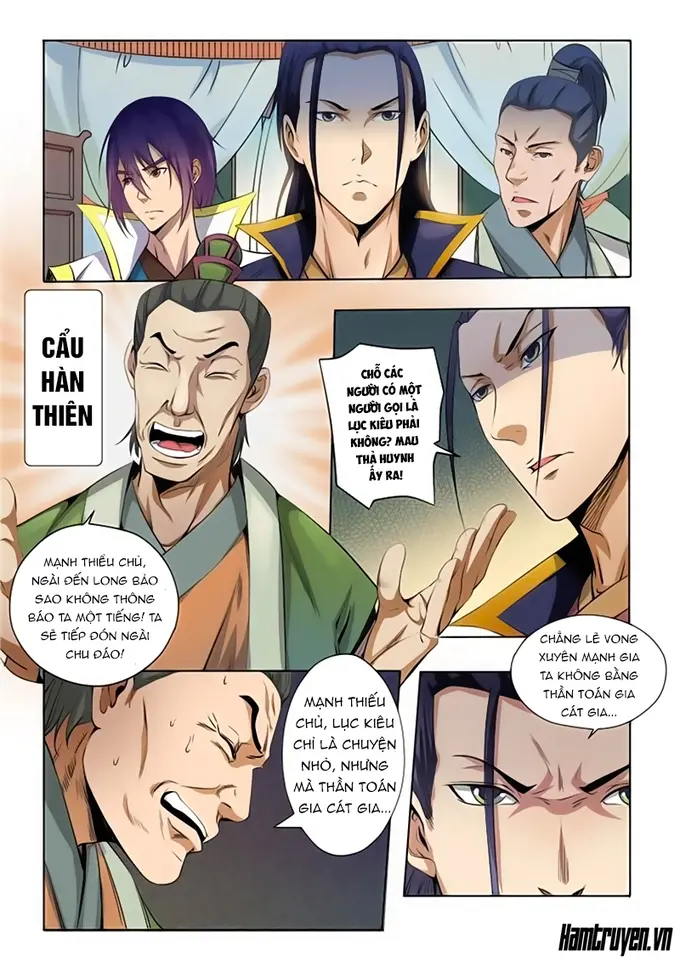 CẨU
HÀN
THIÊN
CHỖ CÁC
NGƯỜI CÓ MỘT
NGƯỜI GỌI LÀ
LỤC KIÊU PHẢI
KHÔNG? MAU
THẢ HUYNH
ẤY RA!
MẠNH THIẾU CHỦ,
NGÀI ĐẾN LONG BẢO
SAO KHÔNG THÔNG
BÁO TA MỘT TIẾNG! TA
SẼ TIẾP ĐÓN NGÀI
CHU ĐÁO!
MẠNH THIẾU
CHỦ, LỤC KIÊU
CHỈ LÀ CHUYỆN
NHỎ, NHƯNG
MÀ THẦN TOÁN
GIA CÁT GIA...
CHẲNG LẼ VONG
XUYÊN MẠNH GIA
TA KHÔNG BẰNG
THẦN TOÁN GIA
CÁT GIA...
Hamtruyen.vn